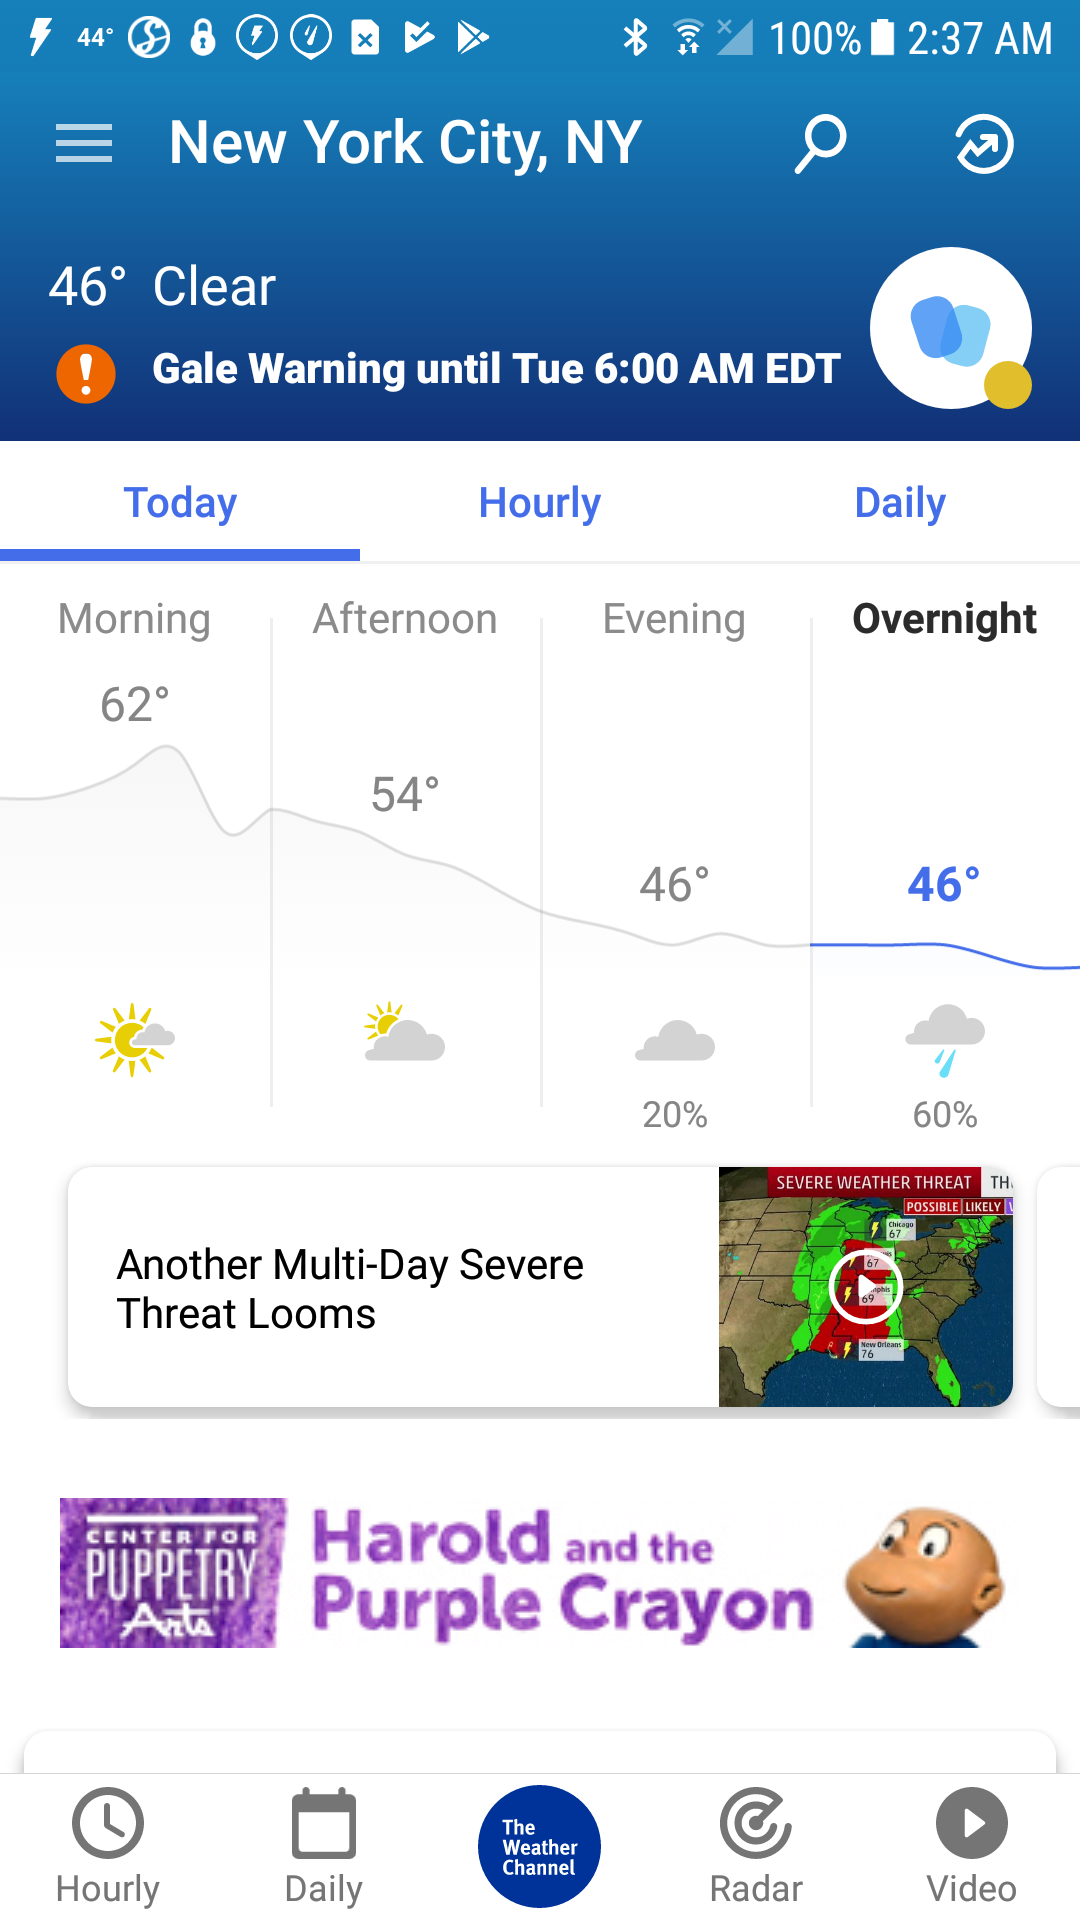 44° 100% 2:37 AM
New York City, NY
46° Clear
Gale Warning until Tue 6:00 AM EDT
Today Hourly Daily
Morning Afternoon Evening Overnight
62°
54°
46° 46°
20% 60%
SEVERE WEATHER THREAT
POSSIBLE LIKELY
Chicago
67
67
69
New Orleans
76
Another Multi-Day Severe
Threat Looms
CENTER FOR
PUPPETRY
Arts
Harold and the
Purple Crayon
The
Weather
Channel
Hourly Daily Radar Video